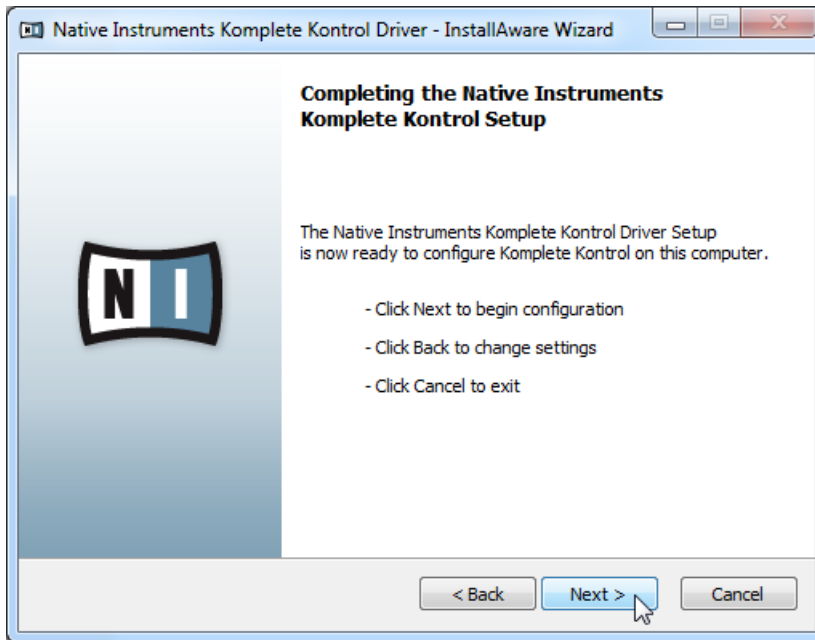 Native Instruments Komplete Kontrol Driver - InstallAware Wizard
Completing the Native Instruments
Komplete Kontrol Setup
The Native Instruments Komplete Kontrol Driver Setup
is now ready to configure Komplete Kontrol on this computer.
- Click Next to begin configuration
- Click Back to change settings
- Click Cancel to exit
N I
< Back Next > Cancel